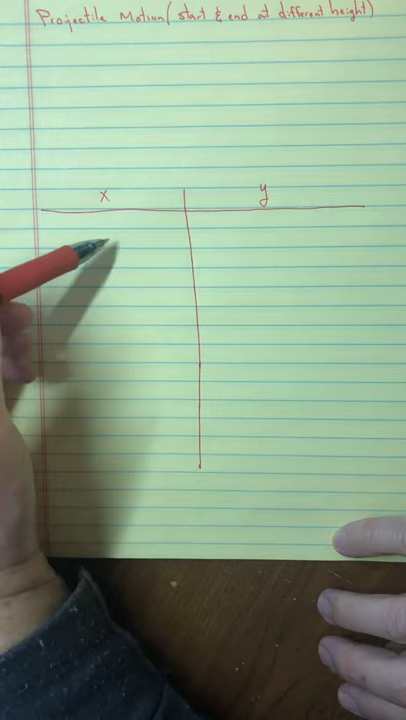 Projectile Motion (start & end at different height)
x y